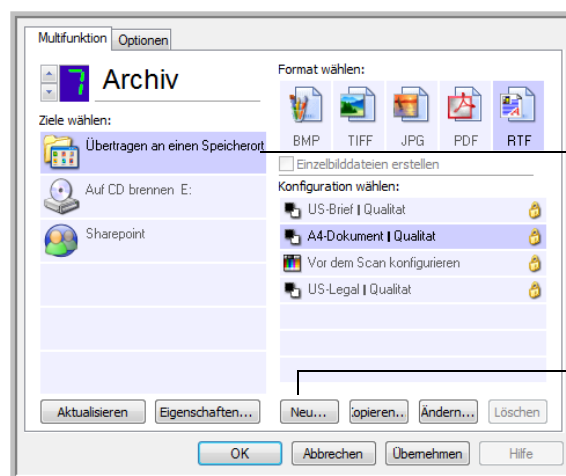 Multifunktion Optionen
7 Archiv
Ziele wählen:
Übertragen an einen Speicherort
Auf CD brennen E:
Sharepoint
Format wählen:
BMP TIFF JPG PDF RTF
Einzelbilddateien erstellen
Konfiguration wählen:
US-Brief | Qualitat
A4-Dokument | Qualitat
Vor dem Scan konfigurieren
US-Legal | Qualitat
Aktualisieren Eigenschaften... Neu... Kopieren... Ändern... Löschen
OK Abbrechen Übernehmen Hilfe